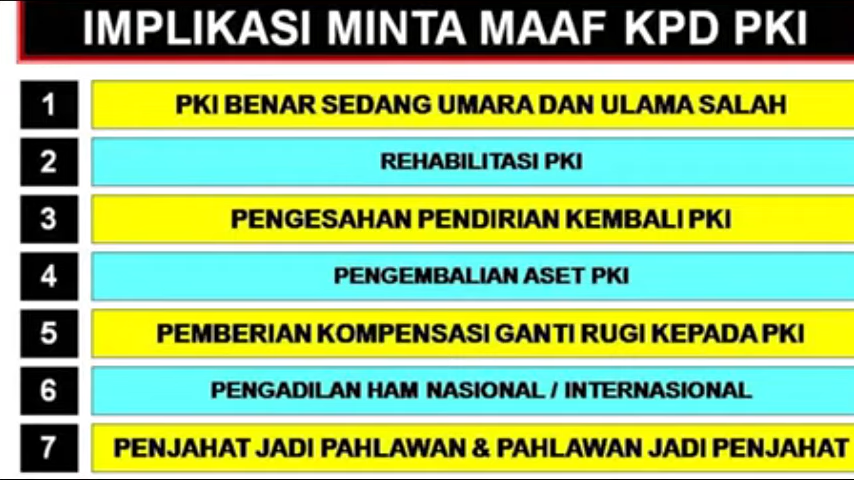 IMPLIKASI MINTA MAAF KPD PKI
1 PKI BENAR SEDANG UMARA DAN ULAMA SALAH
2 REHABILITASI PKI
3 PENGESAHAN PENDIRIAN KEMBALI PKI
4 PENGEMBALIAN ASET PKI
5 PEMBERIAN KOMPENSASI GANTI RUGI KEPADA PKI
6 PENGADILAN HAM NASIONAL / INTERNASIONAL
7 PENJAHAT JADI PAHLAWAN & PAHLAWAN JADI PENJAHAT